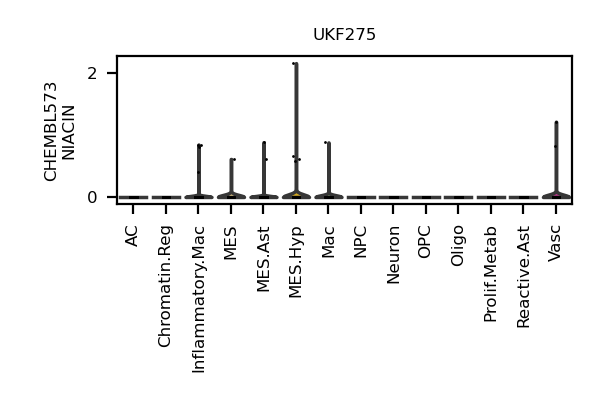 UKF275
CHEMBL573
NIACIN
2
0
AC
Chromatin.Reg
Inflammatory.Mac
MES
MES.Ast
MES.Hyp
Mac
NPC
Neuron
OPC
Oligo
Prolif.Metab
Reactive.Ast
Vasc